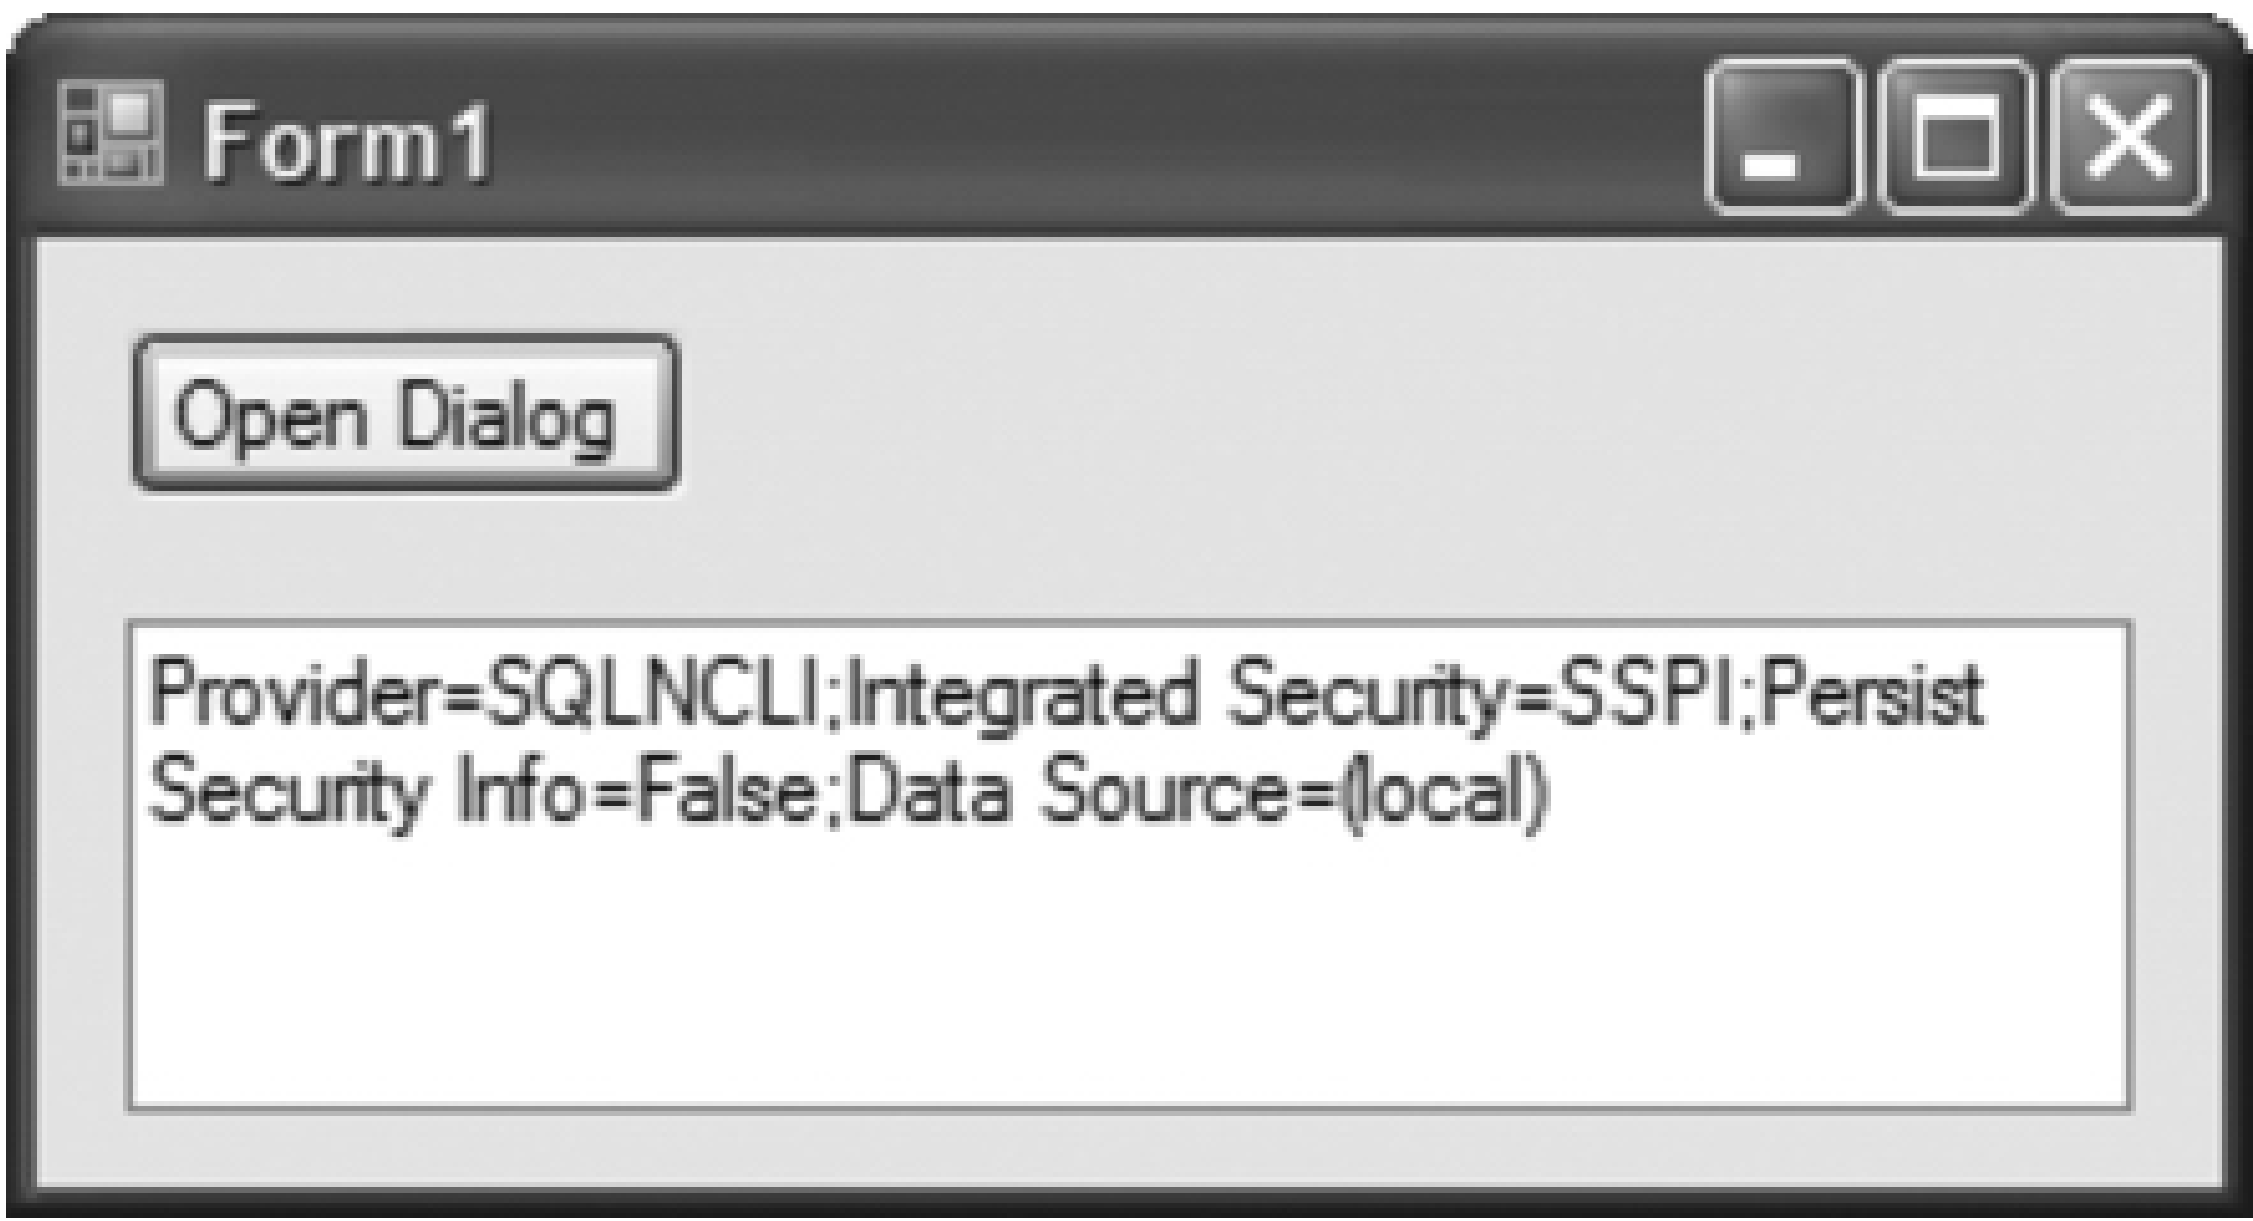 Form1
Open Dialog
Provider=SQLNCLI;Integrated Security=SSPI;Persist
Security Info=False;Data Source=(local)